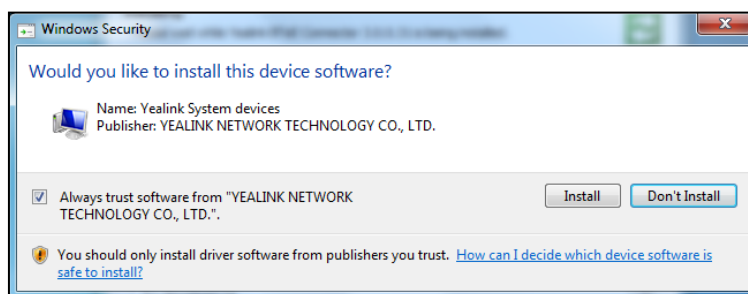 Windows Security
Would you like to install this device software?
Name: Yealink System devices
Publisher: YEALINK NETWORK TECHNOLOGY CO., LTD.
Always trust software from "YEALINK NETWORK
TECHNOLOGY CO., LTD.".
Install
Don't Install
You should only install driver software from publishers you trust. How can I decide which device software is
safe to install?